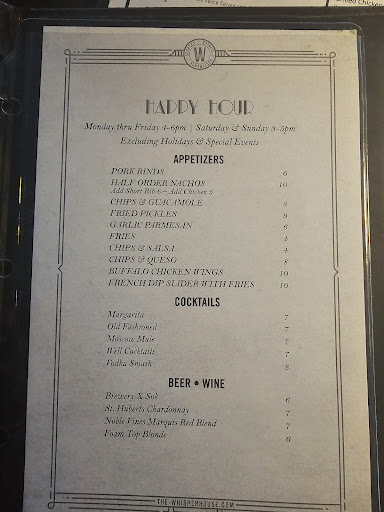 W
HAPPY HOUR
Monday thru Friday 4-6pm | Saturday & Sunday 3-5pm
Excluding Holidays & Special Events
APPETIZERS
PORK RINDS 6
HALF ORDER NACHOS 10
Add Short Rib 6 – Add Chicken 5
CHIPS & GUACAMOLE 8
FRIED PICKLES 9
GARLIC PARMESAN 6
FRIES 4
CHIPS & SALSA 4
CHIPS & QUESO 8
BUFFALO CHICKEN WINGS 10
FRENCH DIP SLIDER WITH FRIES 10
COCKTAILS
Margarita 7
Old Fashioned 7
Moscow Mule 7
Well Cocktails 7
Vodka Smash 8
BEER • WINE
Brewery X Sok 6
St. Huberts Chardonnay 7
Noble Vines Marquis Red Blend 7
Foam Top Blonde 6
THE WHISPERHOUSE.COM